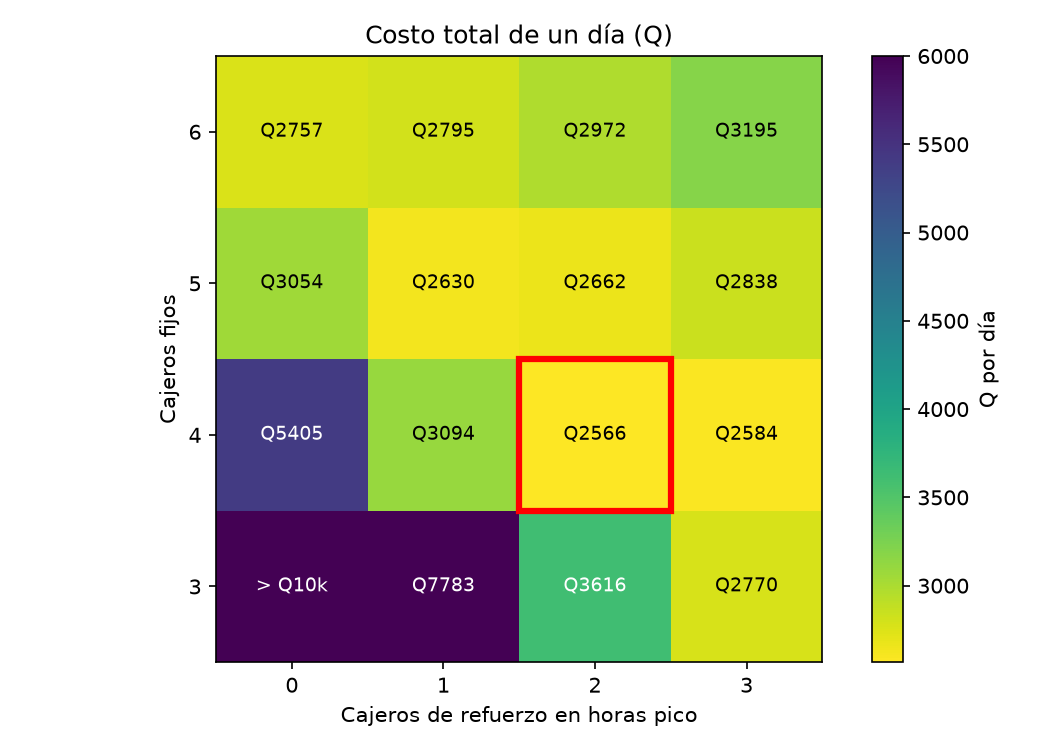 Costo total de un día (Q)
6000
6 Q2757 Q2795 Q2972 Q3195
5500
5000
5 Q3054 Q2630 Q2662 Q2838
4500
Cajeros fijos
Q por día
4000
4 Q5405 Q3094 Q2566 Q2584
3500
3 > Q10k Q7783 Q3616 Q2770
3000
0 1 2 3
Cajeros de refuerzo en horas pico